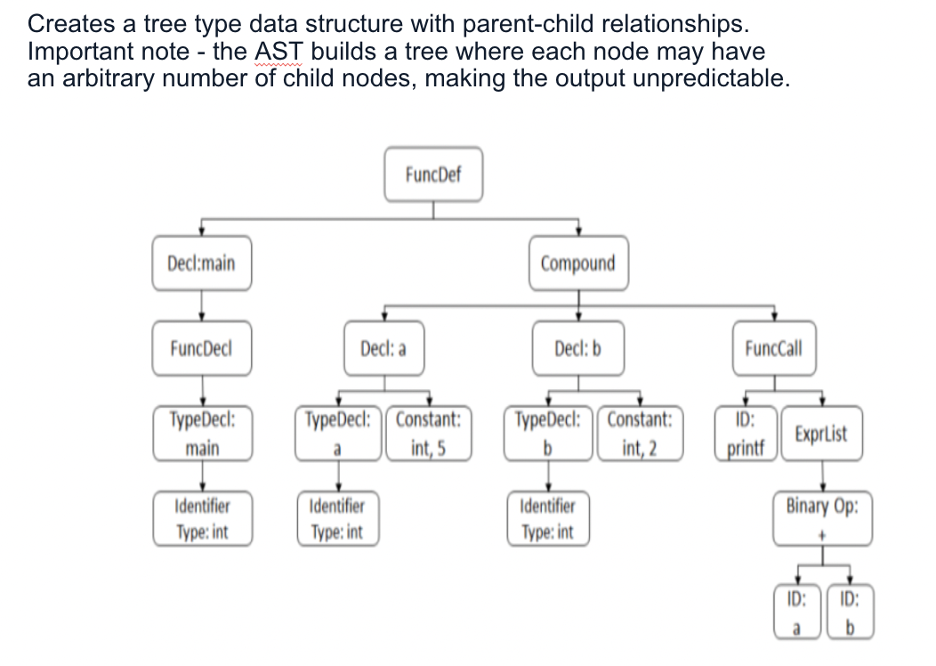 Creates a tree type data structure with parent-child relationships.
Important note - the AST builds a tree where each node may have
an arbitrary number of child nodes, making the output unpredictable.
FuncDef
Decl:main
Compound
FuncDecl
Decl: a
Decl: b
FuncCall
TypeDecl:
main
TypeDecl:
a
Constant:
int, 5
TypeDecl:
b
Constant:
int, 2
ID:
printf
ExprList
Identifier
Type: int
Identifier
Type: int
Identifier
Type: int
Binary Op:
+
ID:
a
ID:
b